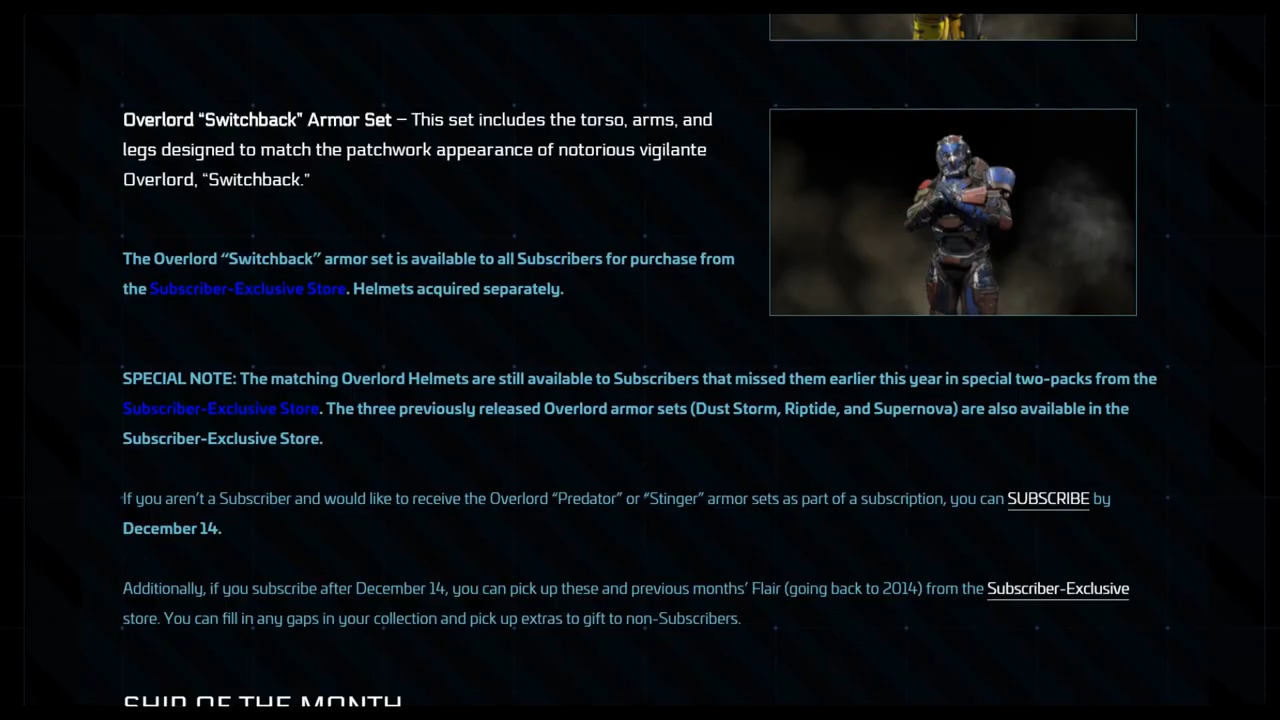 Overlord “Switchback” Armor Set – This set includes the torso, arms, and
legs designed to match the patchwork appearance of notorious vigilante
Overlord, “Switchback.”
The Overlord “Switchback” armor set is available to all Subscribers for purchase from
the Subscriber-Exclusive Store. Helmets acquired separately.
SPECIAL NOTE: The matching Overlord Helmets are still available to Subscribers that missed them earlier this year in special two-packs from the
Subscriber-Exclusive Store. The three previously released Overlord armor sets (Dust Storm, Riptide, and Supernova) are also available in the
Subscriber-Exclusive Store.
If you aren’t a Subscriber and would like to receive the Overlord “Predator” or “Stinger” armor sets as part of a subscription, you can SUBSCRIBE by
December 14.
Additionally, if you subscribe after December 14, you can pick up these and previous months’ Flair (going back to 2014) from the Subscriber-Exclusive
store. You can fill in any gaps in your collection and pick up extras to gift to non-Subscribers.
SHIP OF THE MONTH